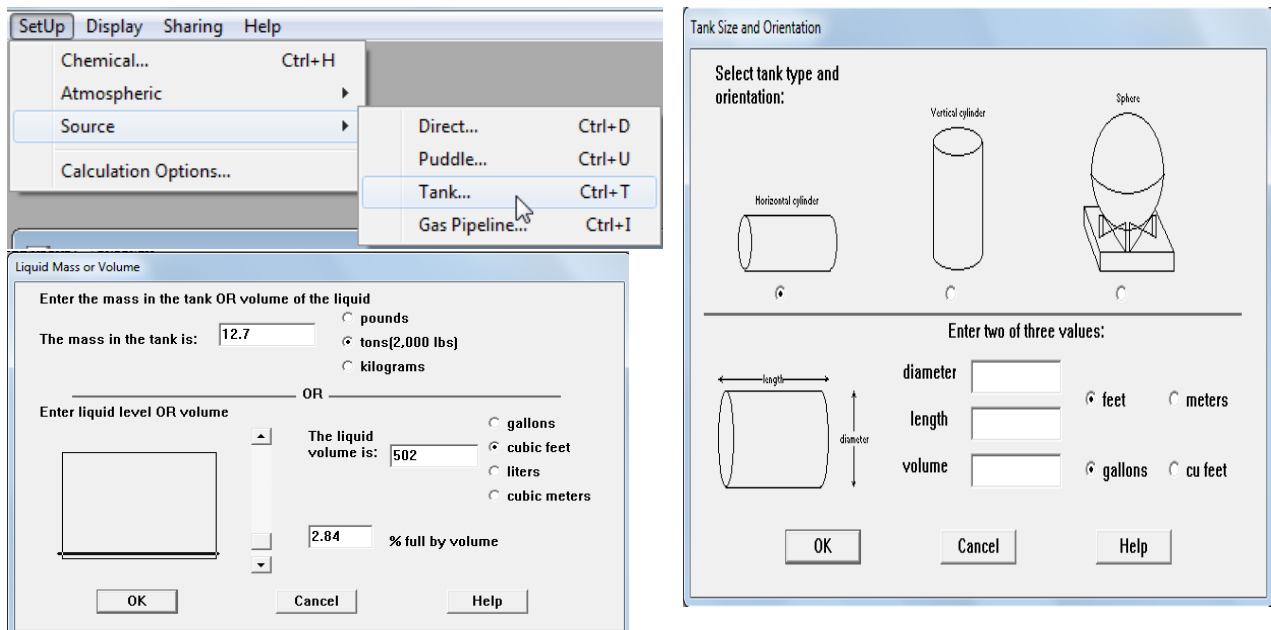 SetUp Display Sharing Help
Chemical... Ctrl+H
Atmospheric
Source
Calculation Options...
Direct... Ctrl+D
Puddle... Ctrl+U
Tank... Ctrl+T
Gas Pipeline... Ctrl+I
Liquid Mass or Volume
Enter the mass in the tank OR volume of the liquid
The mass in the tank is: 12.7
pounds
tons(2,000 lbs)
kilograms
OR
Enter liquid level OR volume
The liquid
volume is: 502
gallons
cubic feet
liters
cubic meters
2.84 % full by volume
OK Cancel Help
Tank Size and Orientation
Select tank type and
orientation:
Horizontal cylinder
Vertical cylinder
Sphere
Enter two of three values:
length
diameter
diameter
length
volume
feet meters
gallons cu feet
OK Cancel Help